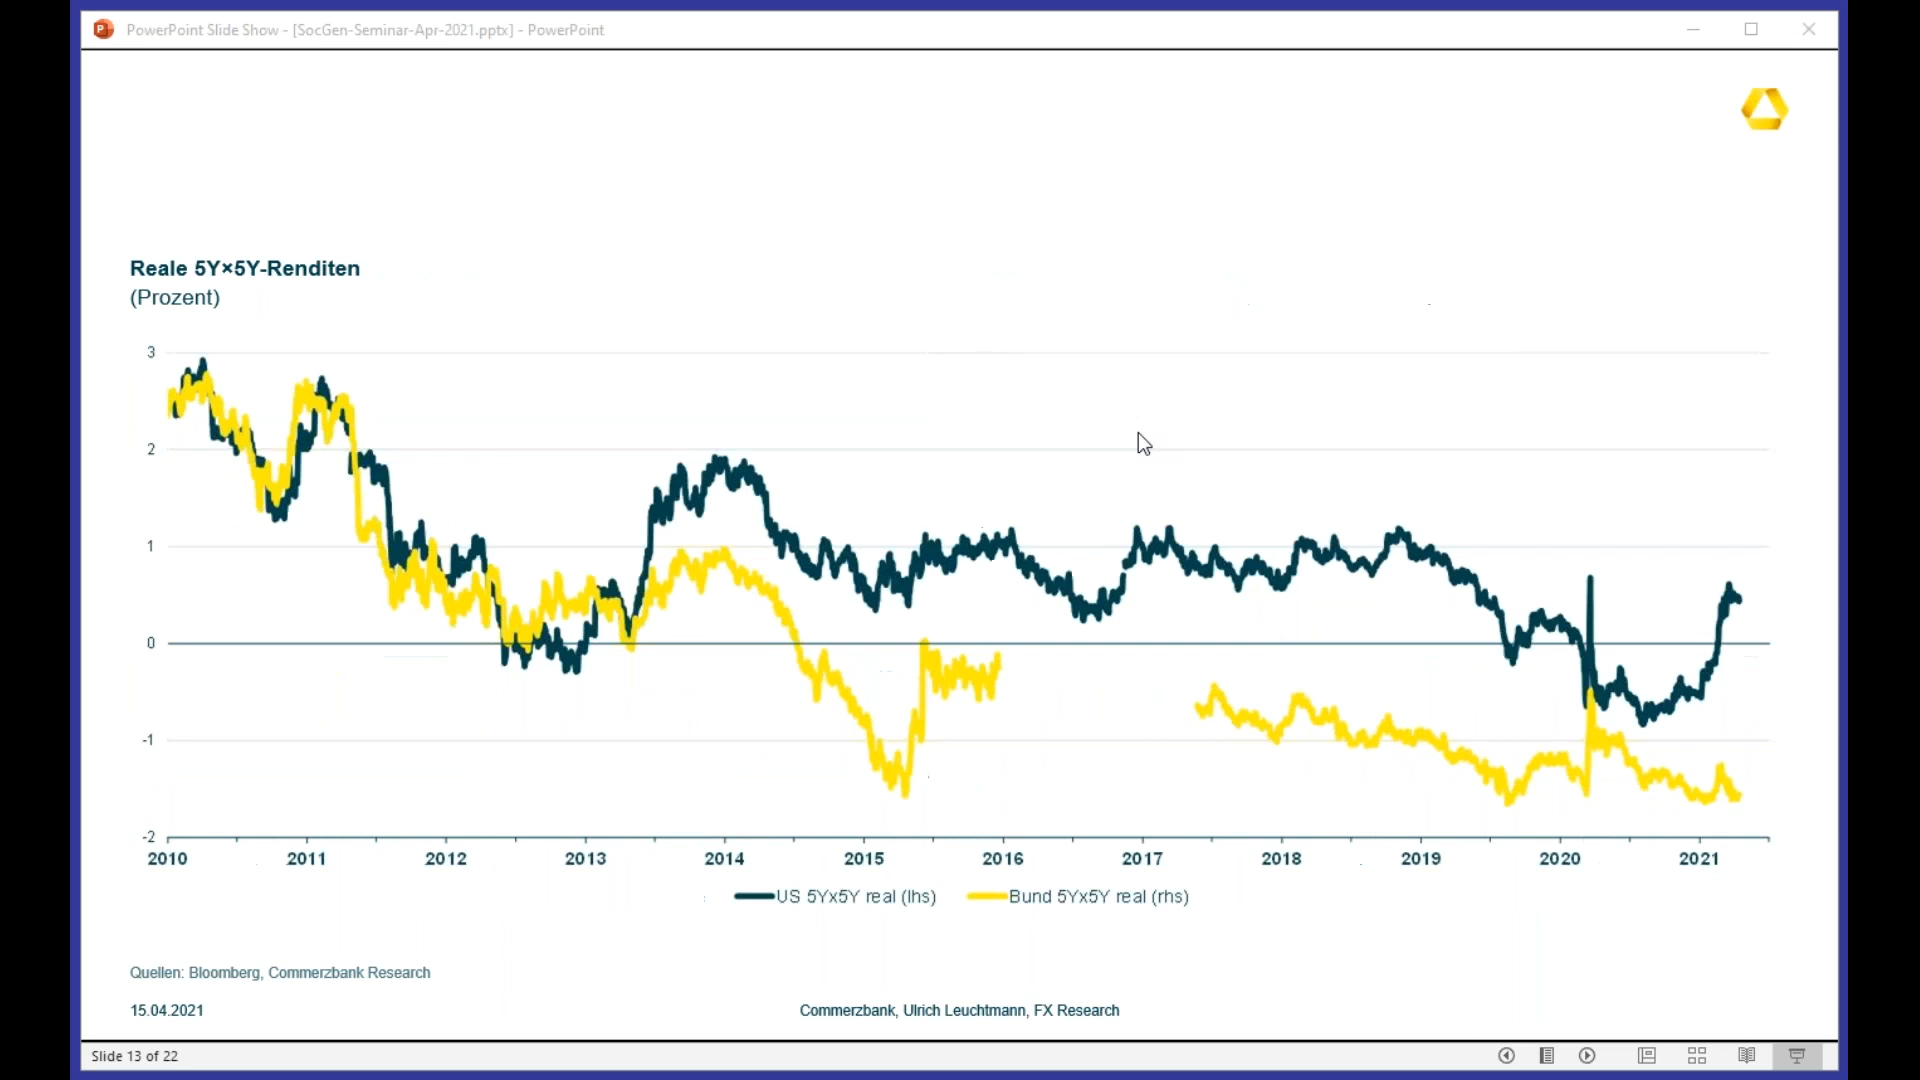 PowerPoint Slide Show - [SocGen-Seminar-Apr-2021.pptx] - PowerPoint
Reale 5Y×5Y-Renditen
(Prozent)
3
2
1
0
-1
-2
2010 2011 2012 2013 2014 2015 2016 2017 2018 2019 2020 2021
US 5Yx5Y real (lhs) Bund 5Yx5Y real (rhs)
Quellen: Bloomberg, Commerzbank Research
15.04.2021 Commerzbank, Ulrich Leuchtmann, FX Research
Slide 13 of 22